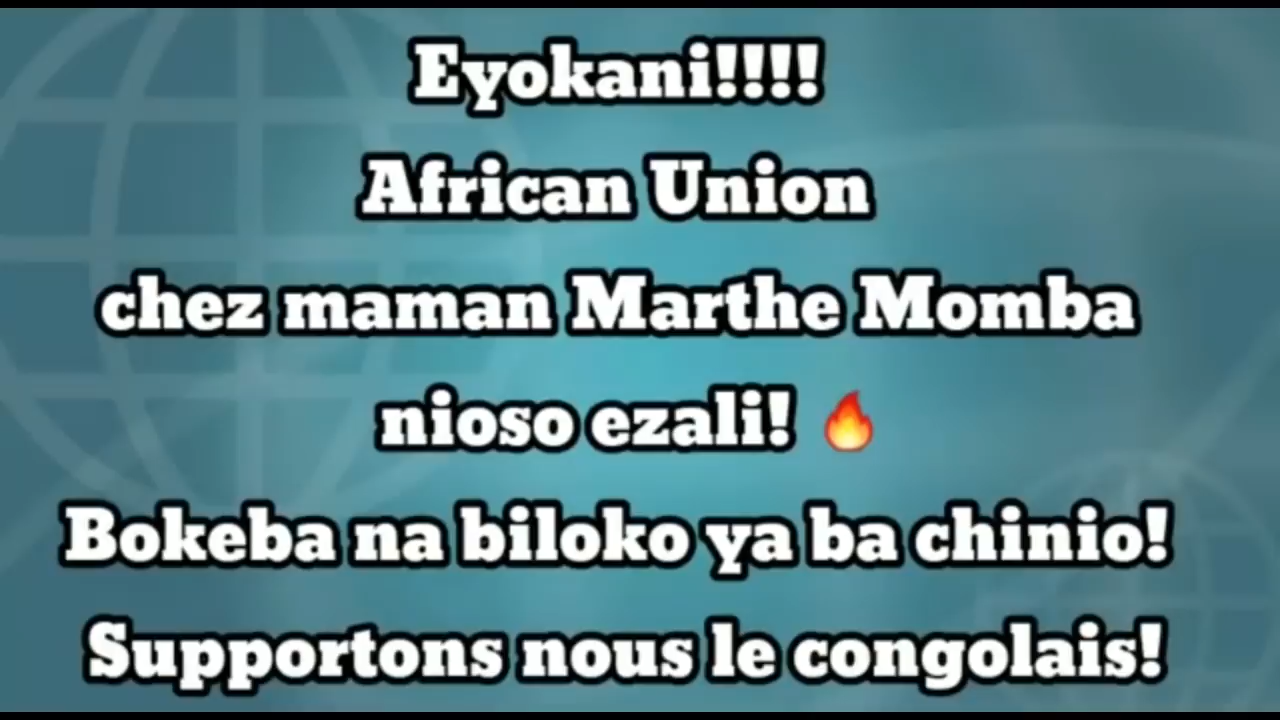 Eyokani!!!!
African Union
chez maman Marthe Momba
nioso ezali! 🔥
Bokeba na biloko ya ba chinio!
Supportons nous le congolais!